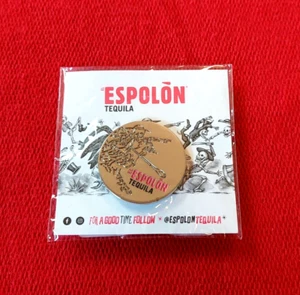 ESPOLÒN
TEQUILA
ESPOLÒN
TEQUILA
FOR A GOOD TIME FOLLOW * @ESPOLONTEQUILA *